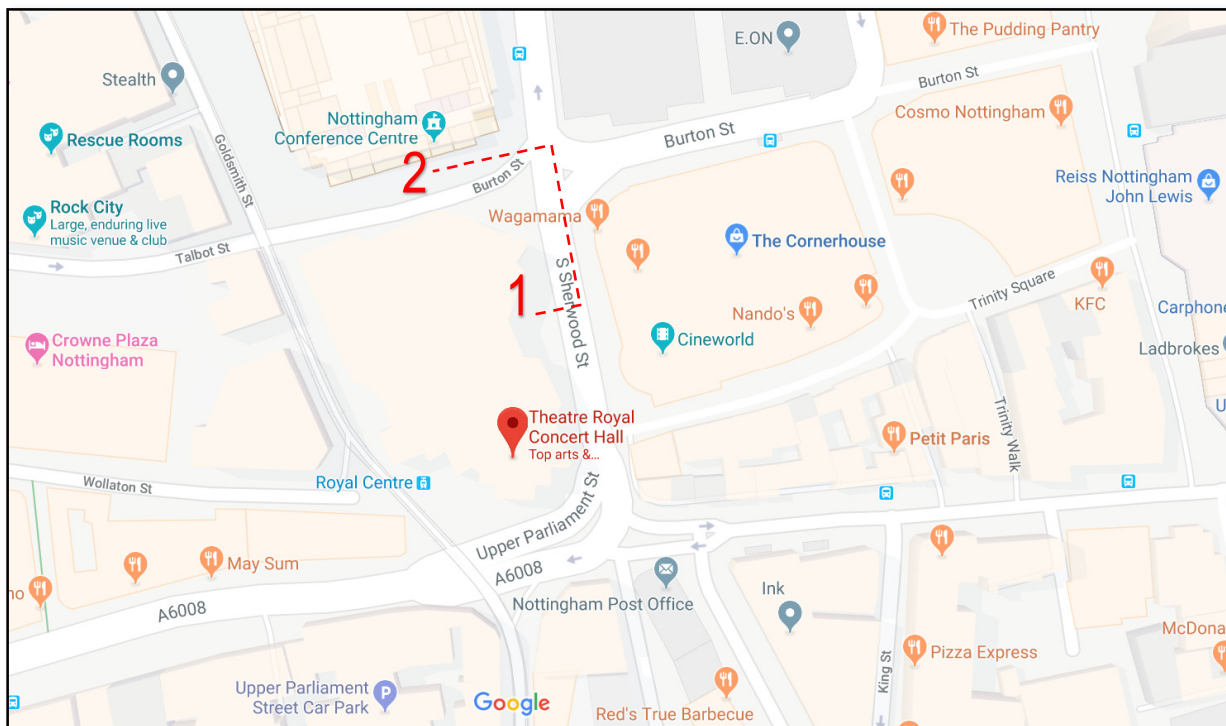 E.ON
The Pudding Pantry
Stealth
Burton St
Nottingham
Conference Centre
Cosmo Nottingham
Burton St
Rescue Rooms
Goldsmith St
2
Burton St
Reiss Nottingham
John Lewis
Rock City
Large, enduring live
music venue & club
Wagamama
The Cornerhouse
Talbot St
S Sherwood St
1
Trinity Square
KFC
Nando's
Carphone
Crowne Plaza
Nottingham
Cineworld
Ladbrokes
Theatre Royal
Concert Hall
Top arts &...
Trinity Walk
U
Petit Paris
Wollaton St
Royal Centre
Upper Parliament St
May Sum
A6008
no
A6008
Nottingham Post Office
Ink
McDona
Pizza Express
King St
Upper Parliament
Street Car Park
P
Google
Red's True Barbecue